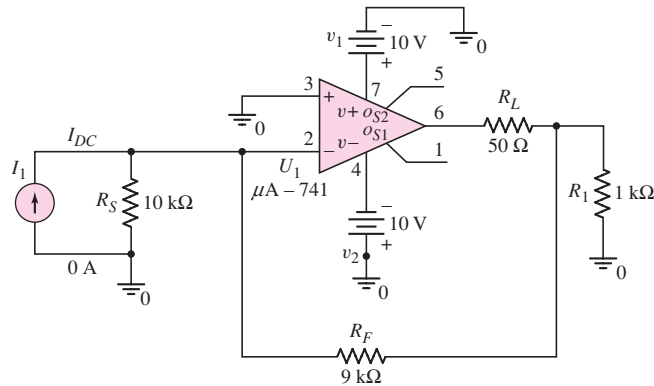 v1
−
10 V
+
0
5
3
+
7
v+
oS2
oS1
v−
6
1
0
IDC
2
−
U1
μA – 741
4
RL
50 Ω
I1
RS
10 kΩ
R1
1 kΩ
−
10 V
+
v2
0 A
0
0
0
RF
9 kΩ